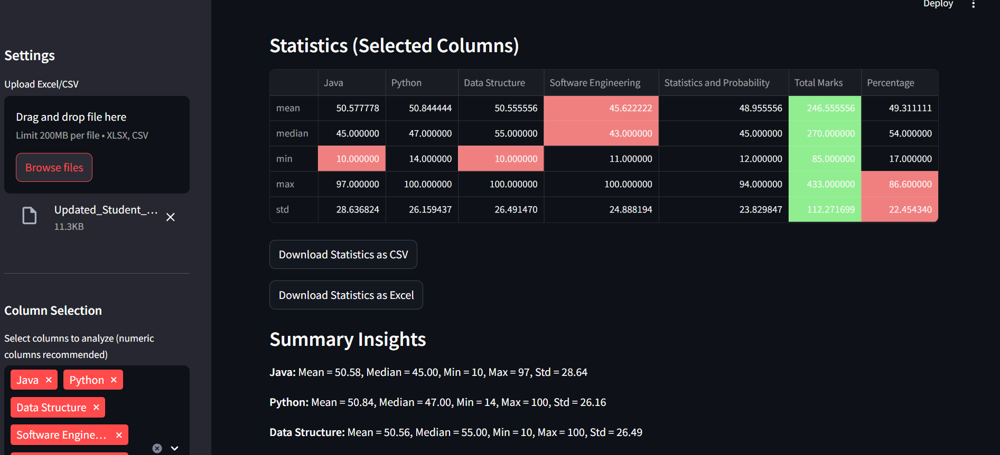 Deploy
Settings
Upload Excel/CSV
Drag and drop file here
Limit 200MB per file • XLSX, CSV
Browse files
Updated_Student_...
11.3KB
Column Selection
Select columns to analyze (numeric
columns recommended)
Java × Python ×
Data Structure ×
Software Engine... ×
Statistics (Selected Columns)
Java Python Data Structure Software Engineering Statistics and Probability Total Marks Percentage
mean 50.577778 50.844444 50.555556 45.622222 48.955556 246.555556 49.311111
median 45.000000 47.000000 55.000000 43.000000 45.000000 270.000000 54.000000
min 10.000000 14.000000 10.000000 11.000000 12.000000 85.000000 17.000000
max 97.000000 100.000000 100.000000 100.000000 94.000000 433.000000 86.600000
std 28.636824 26.159437 26.491470 24.888194 23.829847 112.271699 22.454340
Download Statistics as CSV
Download Statistics as Excel
Summary Insights
Java: Mean = 50.58, Median = 45.00, Min = 10, Max = 97, Std = 28.64
Python: Mean = 50.84, Median = 47.00, Min = 14, Max = 100, Std = 26.16
Data Structure: Mean = 50.56, Median = 55.00, Min = 10, Max = 100, Std = 26.49